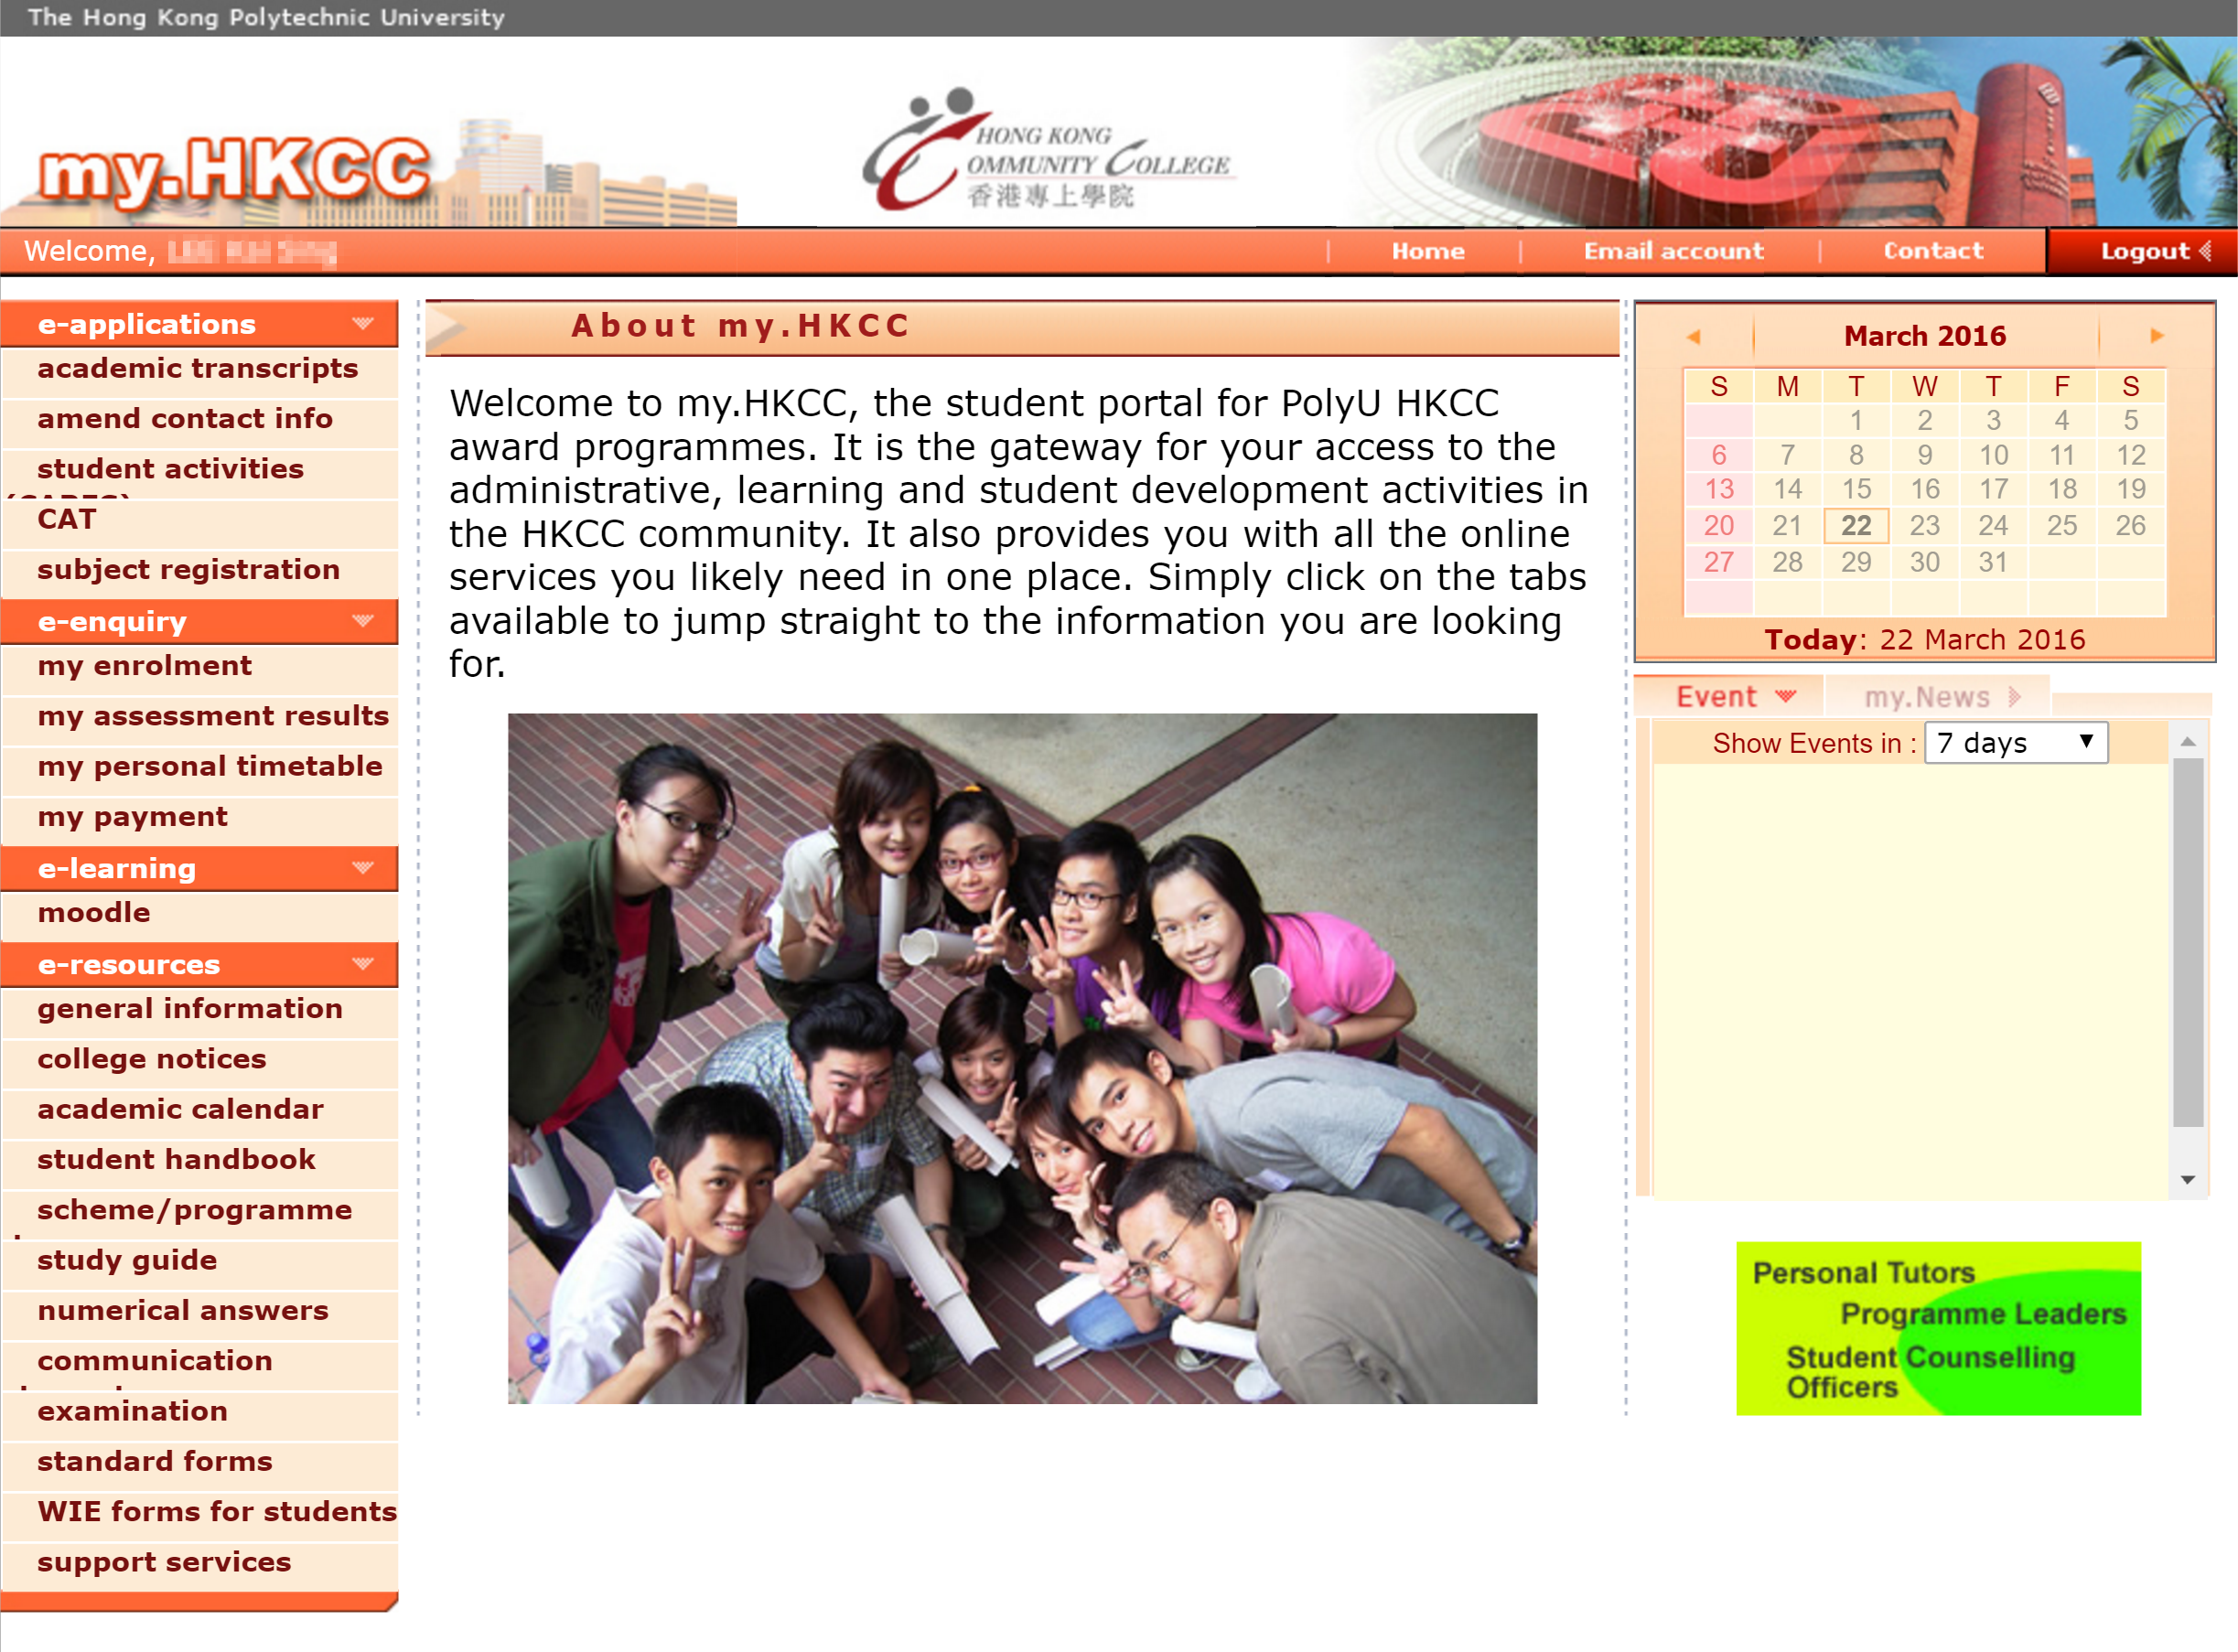 The Hong Kong Polytechnic University
my.HKCC
HONG KONG
COMMUNITY COLLEGE
香港專上學院
Welcome,
Home
Email account
Contact
Logout
e-applications
academic transcripts
amend contact info
student activities
CAT
subject registration
e-enquiry
my enrolment
my assessment results
my personal timetable
my payment
e-learning
moodle
e-resources
general information
college notices
academic calendar
student handbook
scheme/programme
study guide
numerical answers
communication
examination
standard forms
WIE forms for students
support services
About my.HKCC
Welcome to my.HKCC, the student portal for PolyU HKCC
award programmes. It is the gateway for your access to the
administrative, learning and student development activities in
the HKCC community. It also provides you with all the online
services you likely need in one place. Simply click on the tabs
available to jump straight to the information you are looking
for.
March 2016
S M T W T F S
1 2 3 4 5
6 7 8 9 10 11 12
13 14 15 16 17 18 19
20 21 22 23 24 25 26
27 28 29 30 31
Today: 22 March 2016
Event
my.News
Show Events in : 7 days
Personal Tutors
Programme Leaders
Student Counselling
Officers